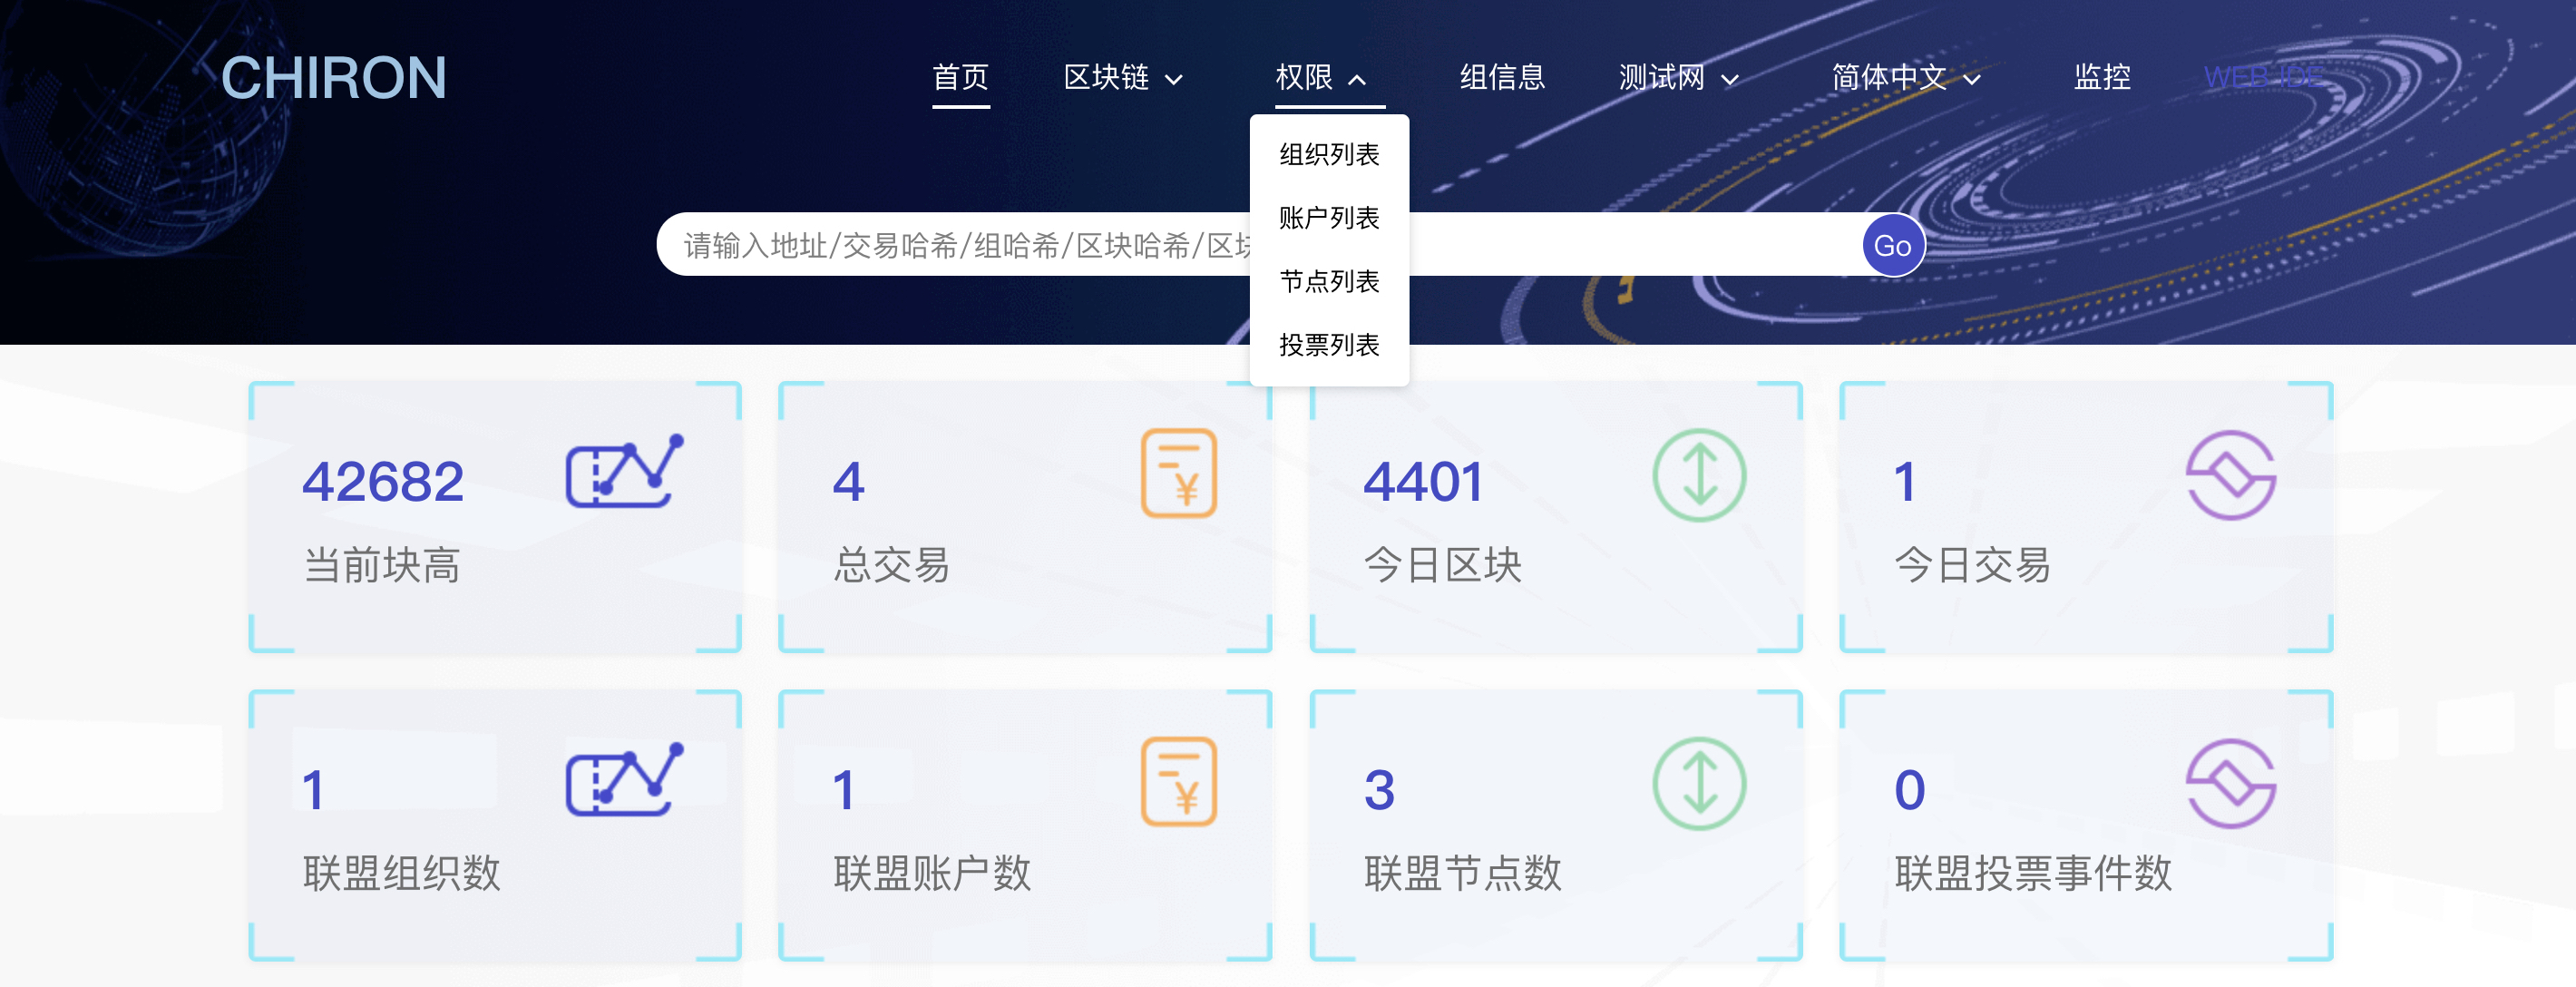 CHIRON
首页 区块链 权限 组信息 测试网 简体中文 监控 WEB IDE
组织列表
账户列表
请输入地址/交易哈希/组哈希/区块哈希/区块 Go
节点列表
投票列表
42682 4 ¥ 4401 1
当前块高 总交易 今日区块 今日交易
1 1 ¥ 3 0
联盟组织数 联盟账户数 联盟节点数 联盟投票事件数